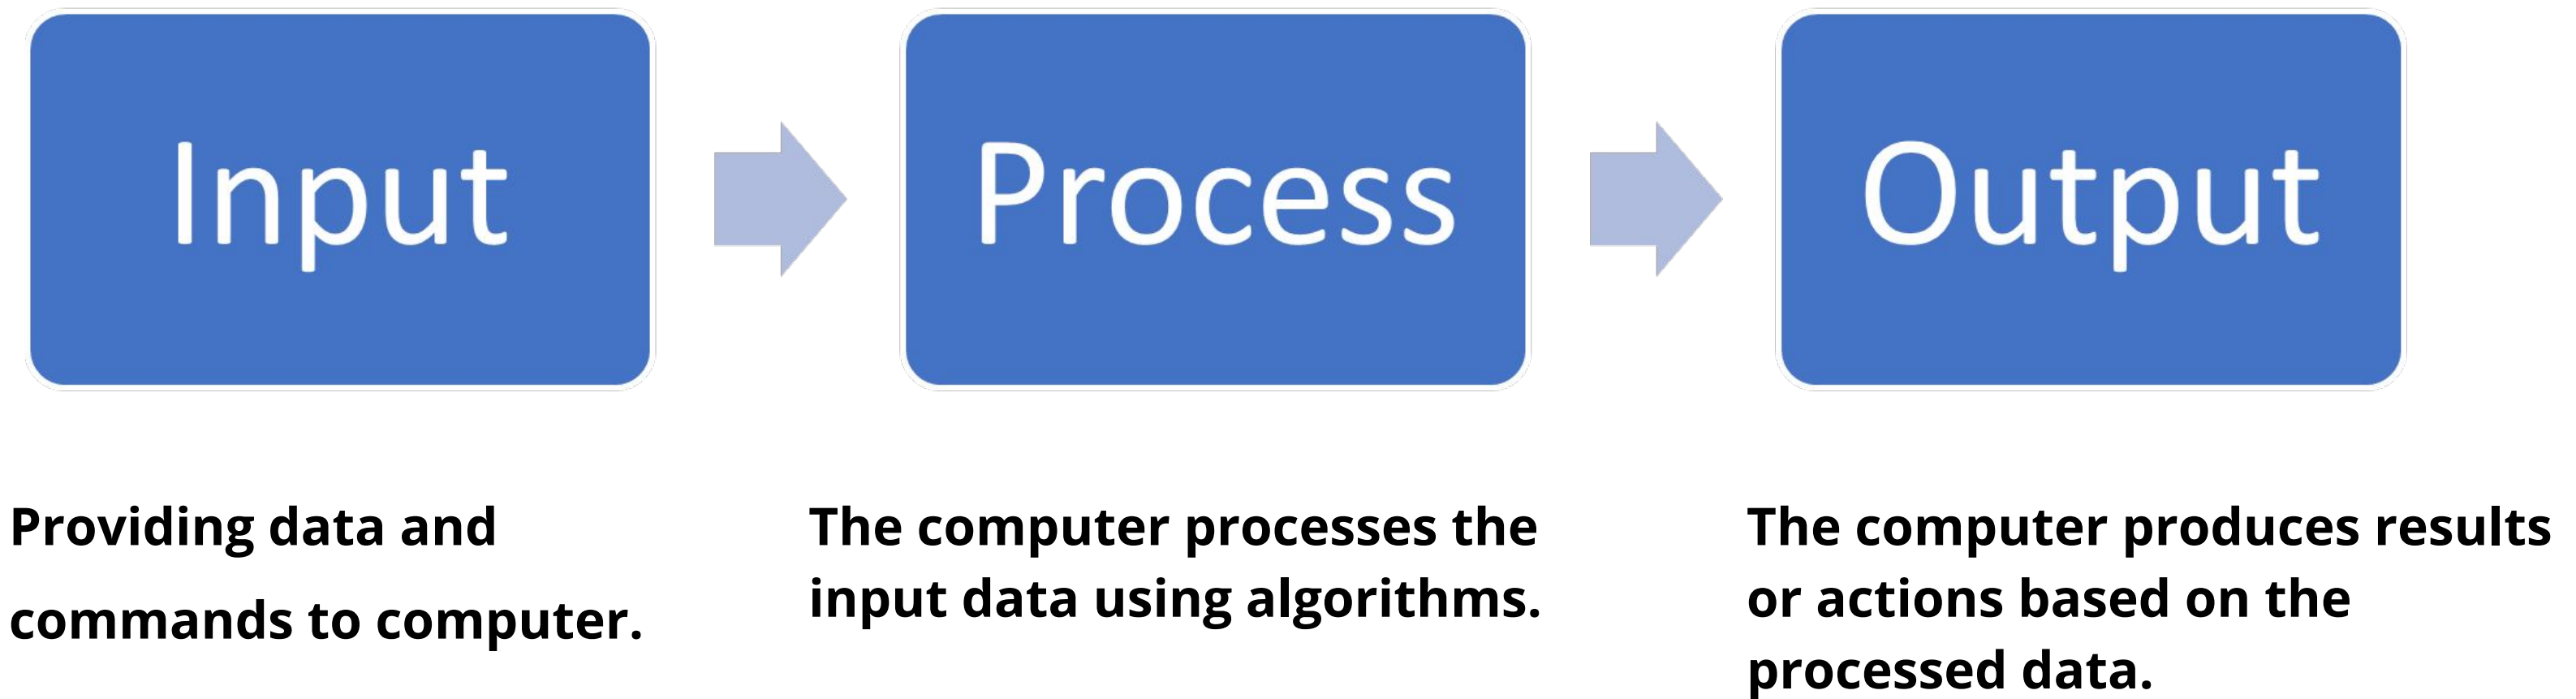 Input
Process
Output
Providing data and
commands to computer.
The computer processes the
input data using algorithms.
The computer produces results
or actions based on the
processed data.